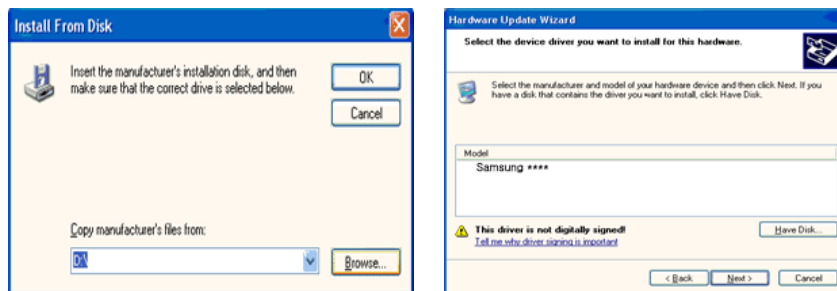 Install From Disk
Insert the manufacturer's installation disk, and then
make sure that the correct drive is selected below.
OK
Cancel
Copy manufacturer's files from:
D:\
Browse...
Hardware Update Wizard
Select the device driver you want to install for this hardware.
Select the manufacturer and model of your hardware device and then click Next. If you
have a disk that contains the driver you want to install, click Have Disk.
Model
Samsung ****
This driver is not digitally signed!
Tell me why driver signing is important
Have Disk...
< Back
Next >
Cancel